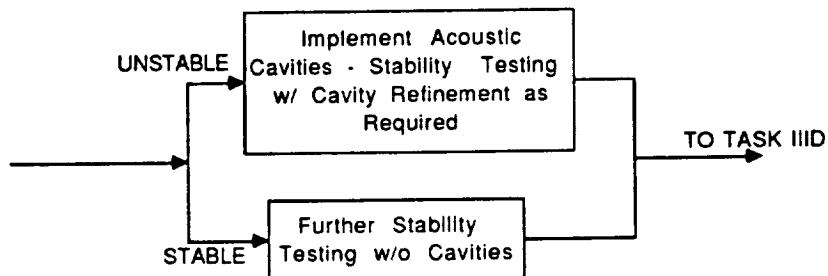 UNSTABLE
Implement Acoustic
Cavities - Stability Testing
w/ Cavity Refinement as
Required
TO TASK IIID
STABLE
Further Stability
Testing w/o Cavities